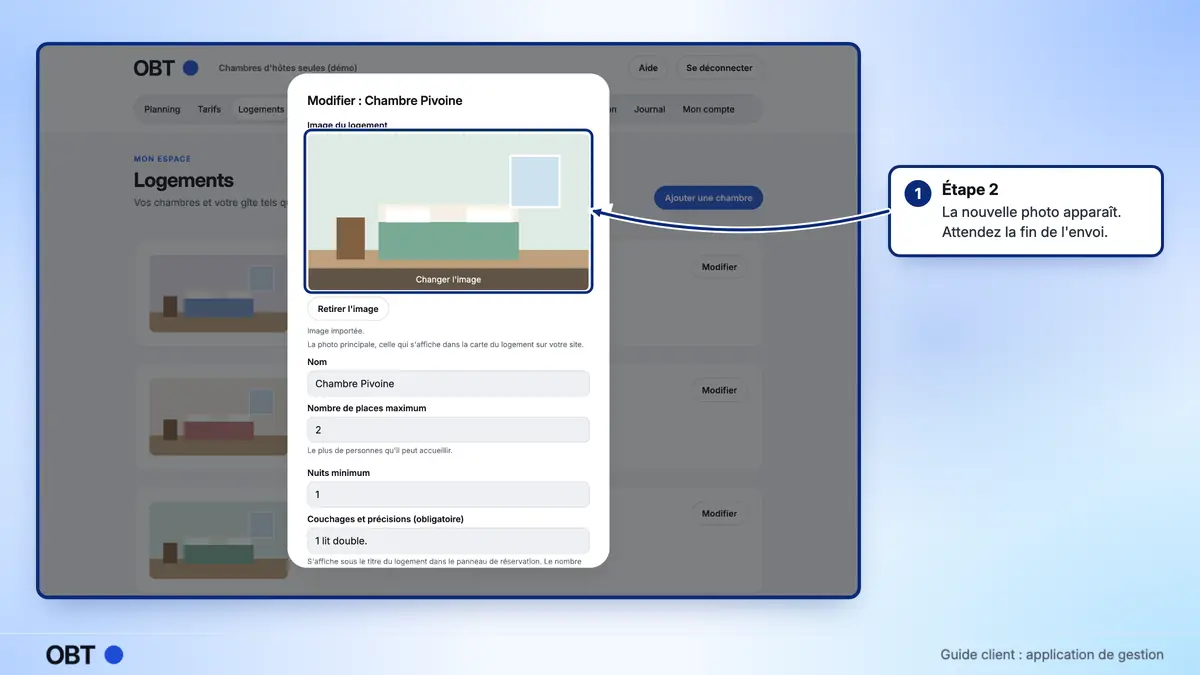 OBT
Chambres d'hôtes seules (démo)
Aide
Se déconnecter
Planning
Tarifs
Logements
Journal
Mon compte
MON ESPACE
Logements
Vos chambres et votre gîte tels
Ajouter une chambre
Modifier
Modifier
Modifier
Modifier : Chambre Pivoine
Image du logement
Changer l'image
Retirer l'image
Image importée.
La photo principale, celle qui s'affiche dans la carte du logement sur votre site.
Nom
Chambre Pivoine
Nombre de places maximum
2
Le plus de personnes qu'il peut accueillir.
Nuits minimum
1
Couchages et précisions (obligatoire)
1 lit double.
S'affiche sous le titre du logement dans le panneau de réservation. Le nombre
1
Étape 2
La nouvelle photo apparaît.
Attendez la fin de l'envoi.
OBT
Guide client : application de gestion